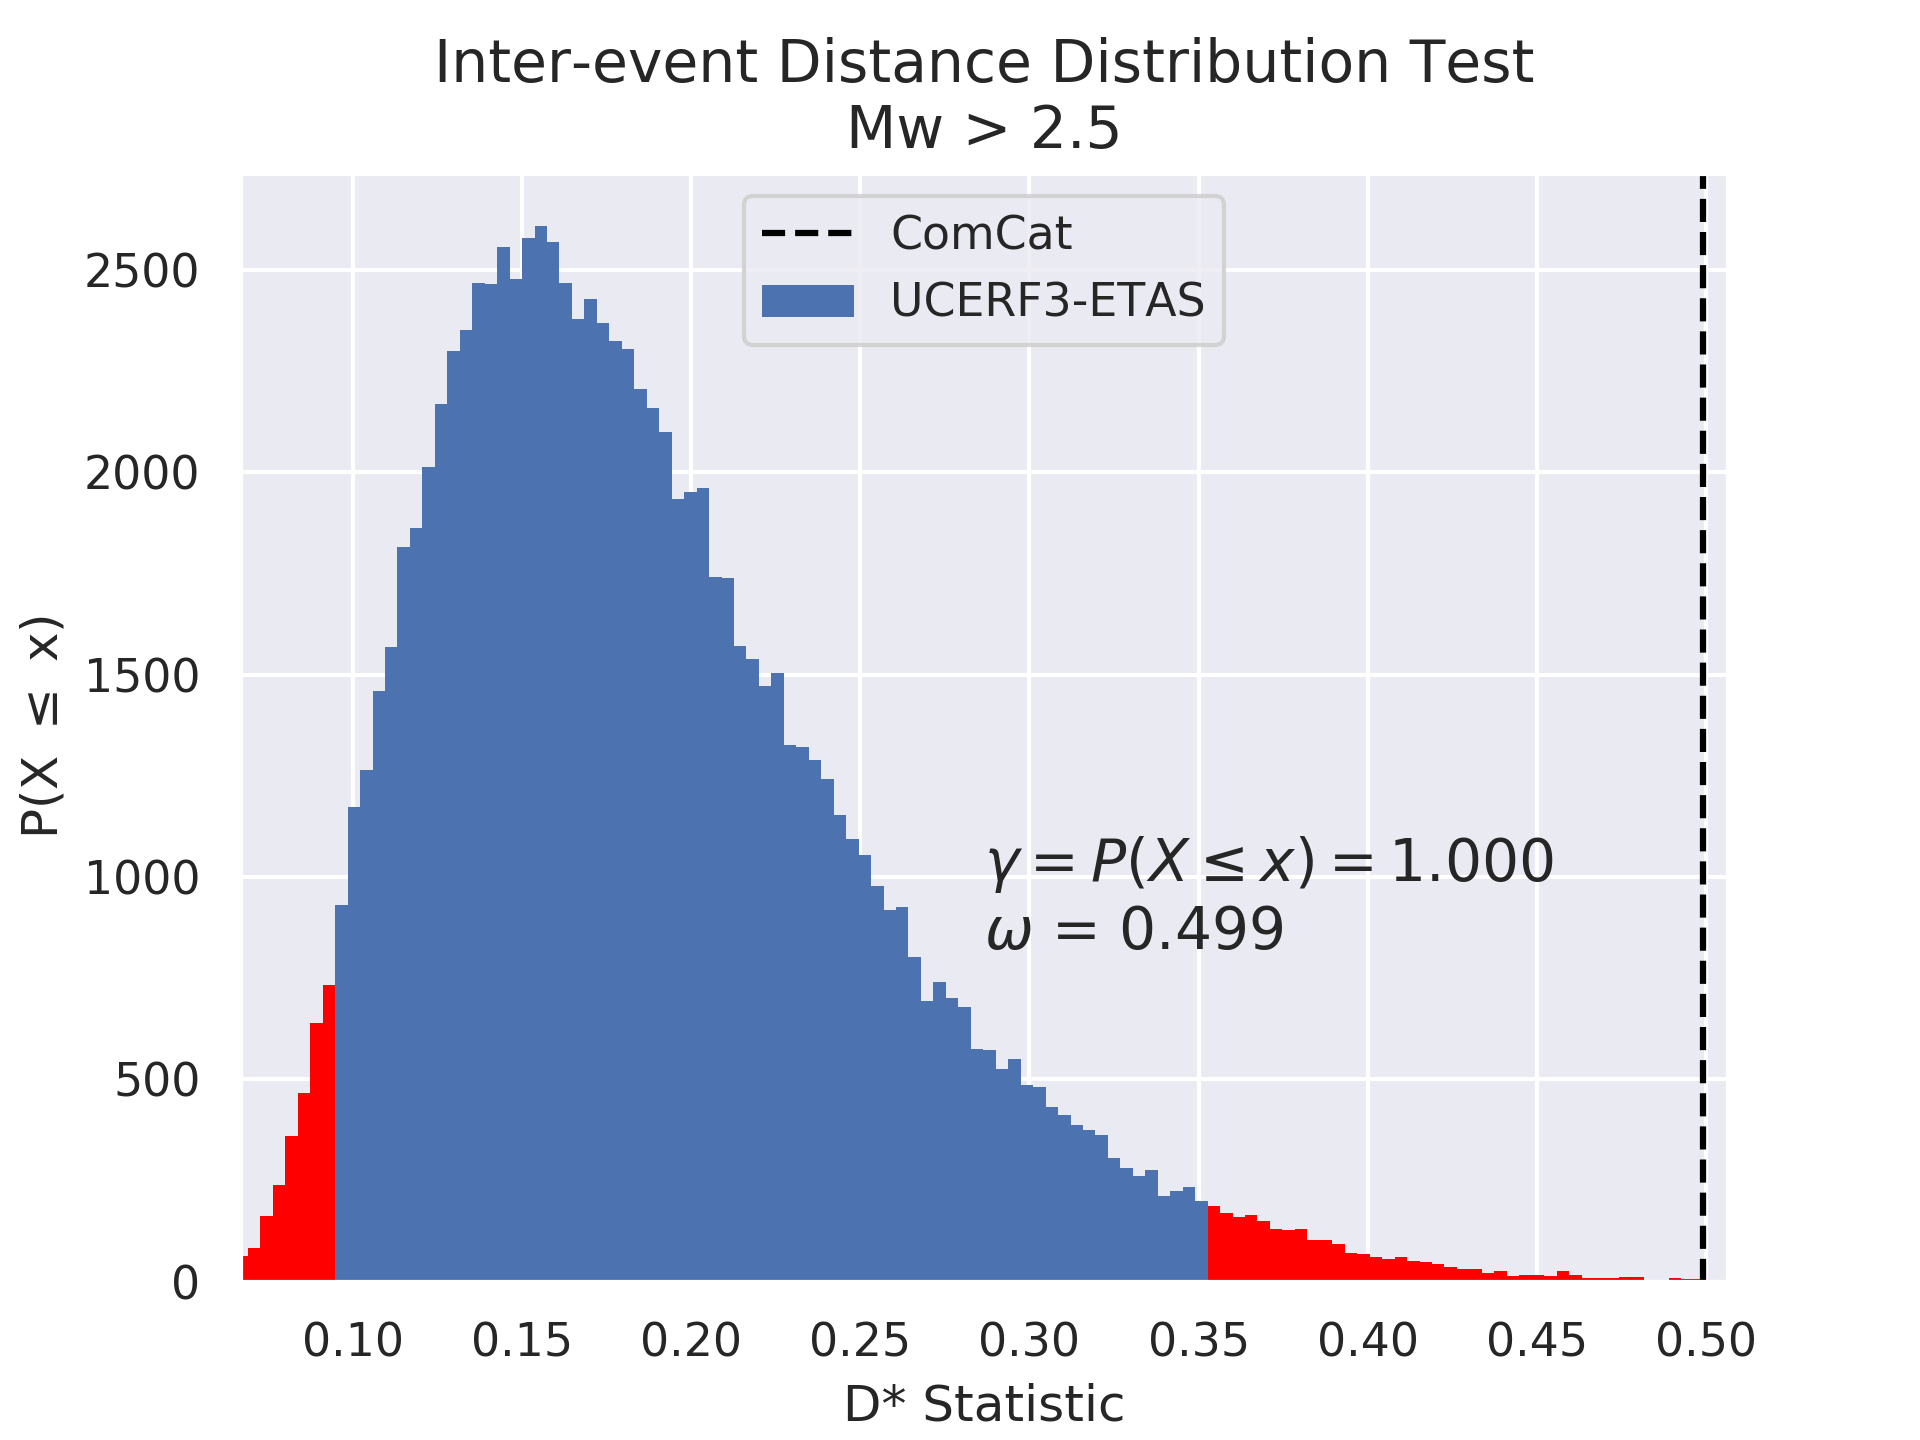 Inter-event Distance Distribution Test
Mw > 2.5
ComCat
UCERF3-ETAS
P(X ≤ x)
2500
2000
1500
1000
500
0
γ = P(X ≤ x) = 1.000
ω = 0.499
0.10 0.15 0.20 0.25 0.30 0.35 0.40 0.45 0.50
D* Statistic